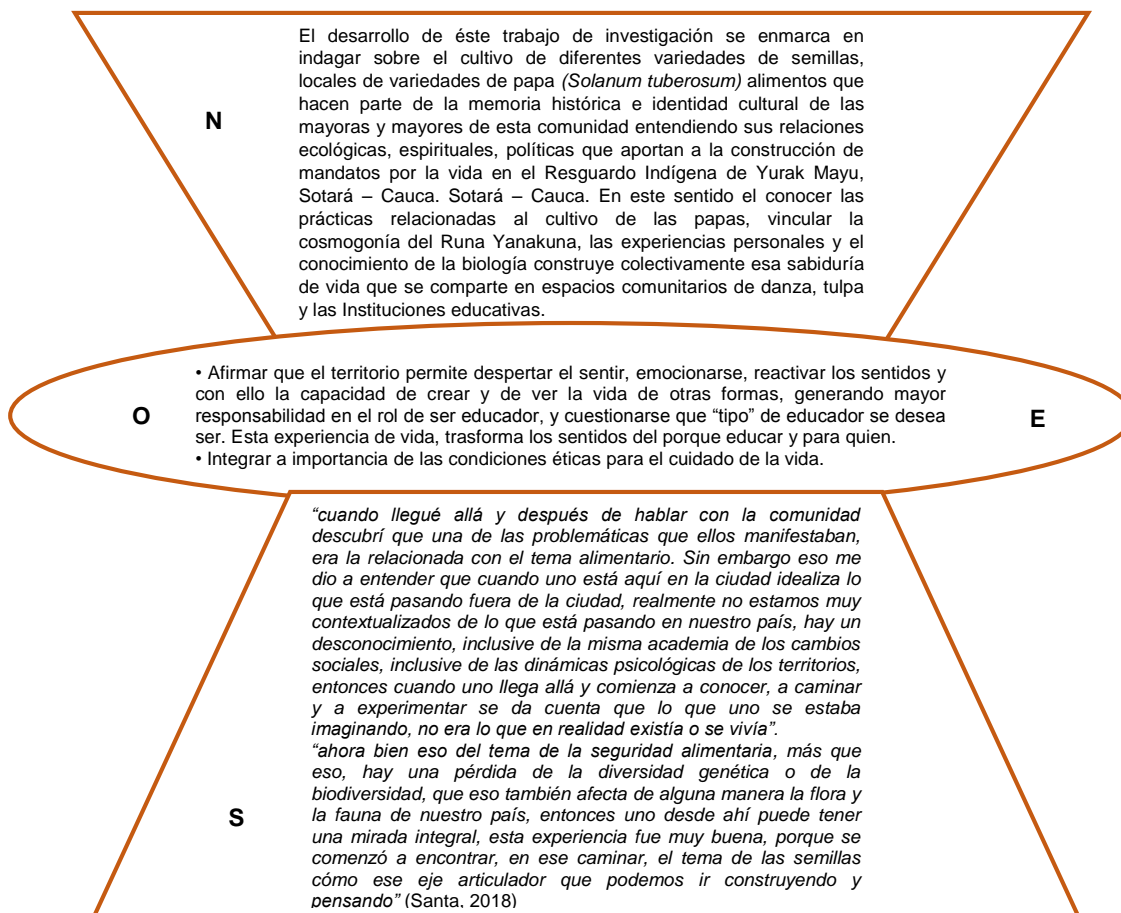 El desarrollo de éste trabajo de investigación se enmarca en
indagar sobre el cultivo de diferentes variedades de semillas,
locales de variedades de papa (Solanum tuberosum) alimentos que
hacen parte de la memoria histórica e identidad cultural de las
mayoras y mayores de esta comunidad entendiendo sus relaciones
N
ecológicas, espirituales, políticas que aportan a la construcción de
mandatos por la vida en el Resguardo Indígena de Yurak Mayu,
Sotará – Cauca. Sotará – Cauca. En este sentido el conocer las
prácticas relacionadas al cultivo de las papas, vincular la
cosmogonía del Runa Yanakuna, las experiencias personales y el
conocimiento de la biología construye colectivamente esa sabiduría
de vida que se comparte en espacios comunitarios de danza, tulpa
y las Instituciones educativas.
• Afirmar que el territorio permite despertar el sentir, emocionarse, reactivar los sentidos y
con ello la capacidad de crear y de ver la vida de otras formas, generando mayor
O
responsabilidad en el rol de ser educador, y cuestionarse que “tipo” de educador se desea
E
ser. Esta experiencia de vida, trasforma los sentidos del porque educar y para quien.
• Integrar a importancia de las condiciones éticas para el cuidado de la vida.
“cuando llegué allá y después de hablar con la comunidad
descubrí que una de las problemáticas que ellos manifestaban,
era la relacionada con el tema alimentario. Sin embargo eso me
dio a entender que cuando uno está aquí en la ciudad idealiza lo
que está pasando fuera de la ciudad, realmente no estamos muy
contextualizados de lo que está pasando en nuestro país, hay un
desconocimiento, inclusive de la misma academia de los cambios
sociales, inclusive de las dinámicas psicológicas de los territorios,
entonces cuando uno llega allá y comienza a conocer, a caminar
y a experimentar se da cuenta que lo que uno se estaba
imaginando, no era lo que en realidad existía o se vivía”.
“ahora bien eso del tema de la seguridad alimentaria, más que
eso, hay una pérdida de la diversidad genética o de la
biodiversidad, que eso también afecta de alguna manera la flora y
S
la fauna de nuestro país, entonces uno desde ahí puede tener
una mirada integral, esta experiencia fue muy buena, porque se
comenzó a encontrar, en ese caminar, el tema de las semillas
cómo ese eje articulador que podemos ir construyendo y
pensando” (Santa, 2018)